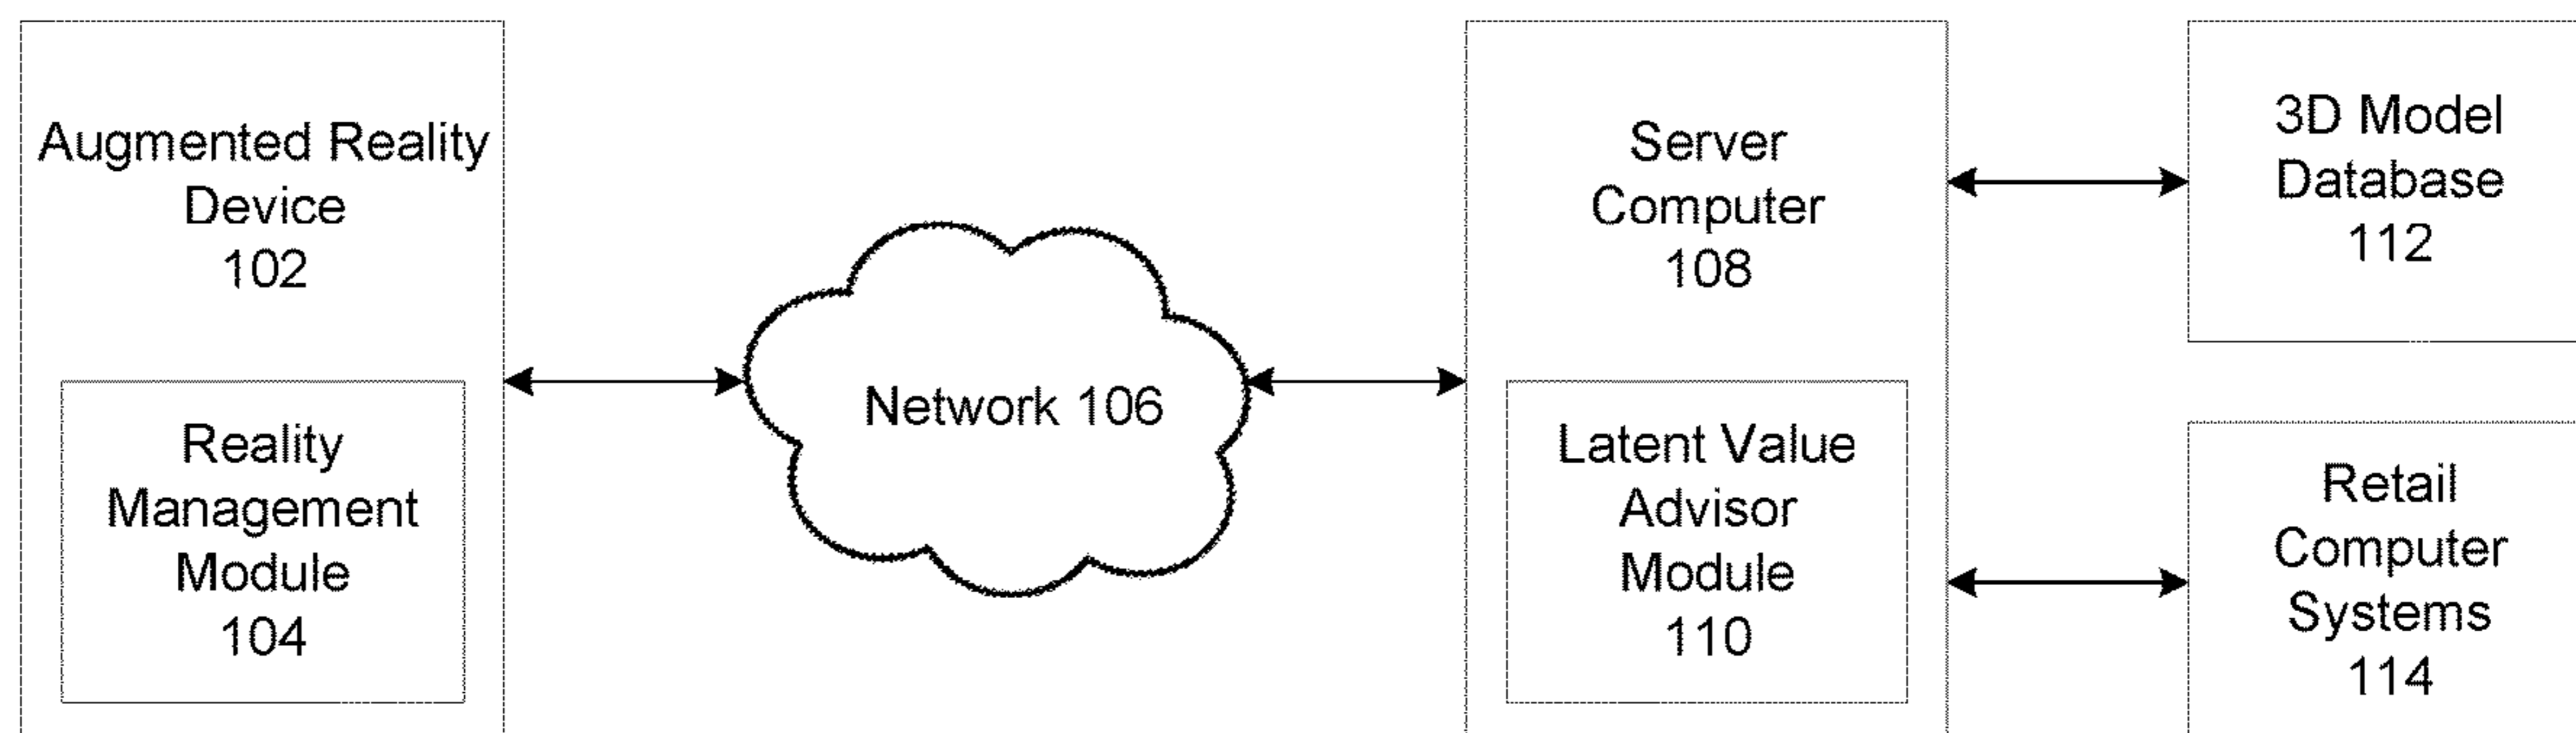 Augmented Reality
Device
102
Reality
Management
Module
104
Network 106
Server
Computer
108
Latent Value
Advisor
Module
110
3D Model
Database
112
Retail
Computer
Systems
114